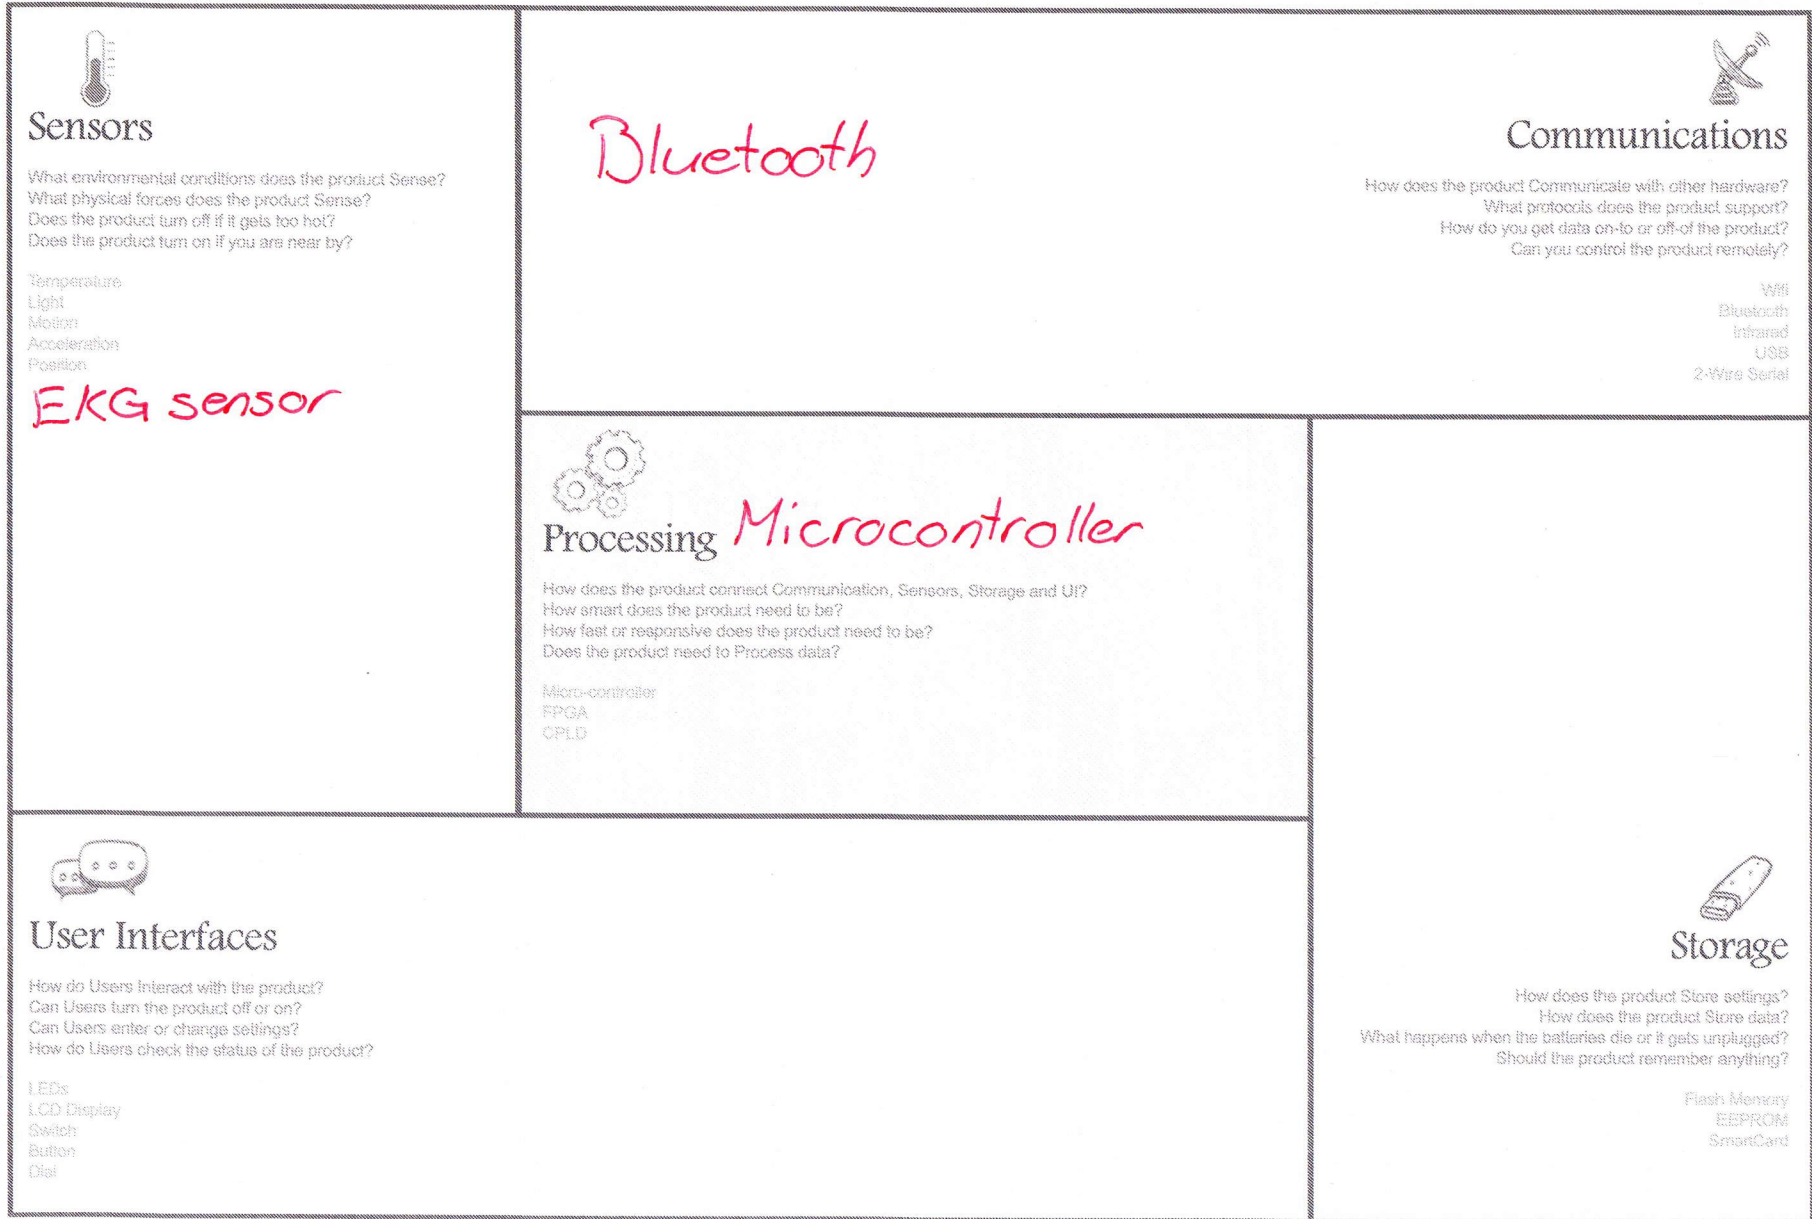 Sensors
What environmental conditions does the product Sense?
What physical forces does the product Sense?
Does the product turn off if it gets too hot?
Does the product turn on if you are near by?
Temperature
Light
Motion
Acceleration
Position
EKG sensor
Bluetooth
Communications
How does the product Communicate with other hardware?
What protocols does the product support?
How do you get data on-to or off-of the product?
Can you control the product remotely?
Wifi
Bluetooth
Infrared
USB
2-Wire Serial
Processing Microcontroller
How does the product connect Communication, Sensors, Storage and UI?
How smart does the product need to be?
How fast or responsive does the product need to be?
Does the product need to Process data?
Micro-controller
FPGA
CPLD
User Interfaces
How do Users Interact with the product?
Can Users turn the product off or on?
Can Users enter or change settings?
How do Users check the status of the product?
LEDs
LCD Display
Switch
Button
Dial
Storage
How does the product Store settings?
How does the product Store data?
What happens when the batteries die or it gets unplugged?
Should the product remember anything?
Flash Memory
EEPROM
SmartCard